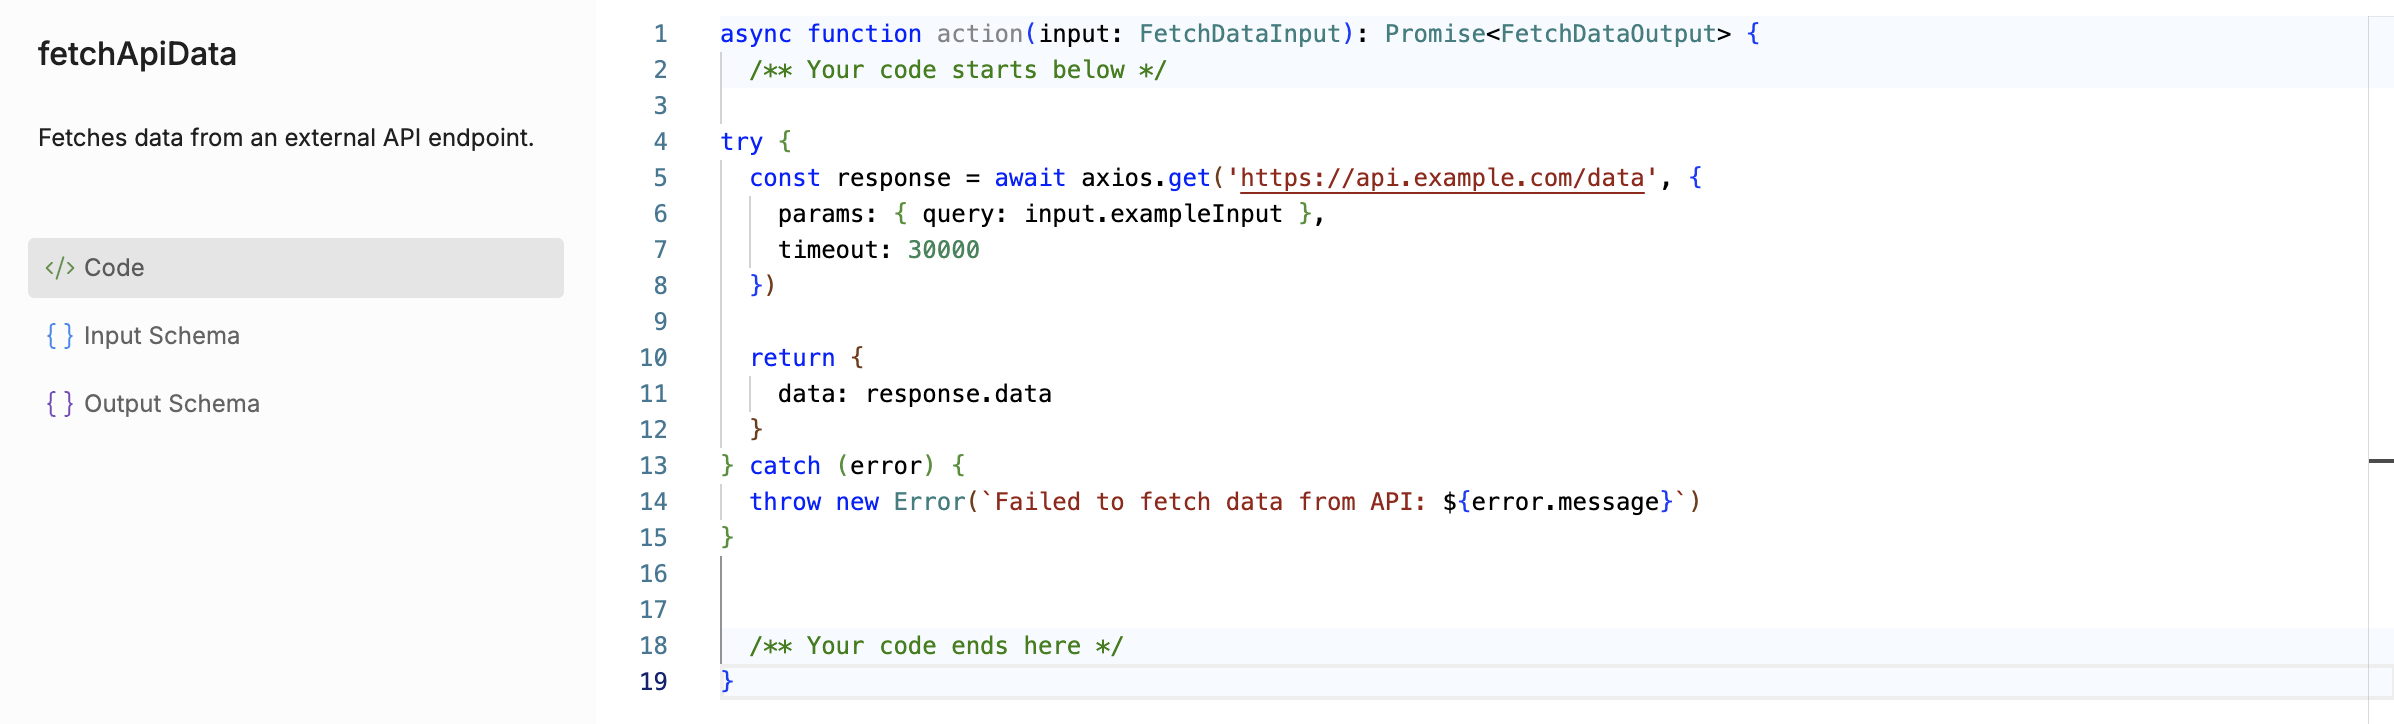 fetchApiData
Fetches data from an external API endpoint.
</> Code
{ } Input Schema
{ } Output Schema
1 async function action(input: FetchDataInput): Promise<FetchDataOutput> {
2   /** Your code starts below */
3
4 try {
5   const response = await axios.get('https://api.example.com/data', {
6     params: { query: input.exampleInput },
7     timeout: 30000
8   })
9
10   return {
11     data: response.data
12   }
13 } catch (error) {
14   throw new Error(`Failed to fetch data from API: ${error.message}`)
15 }
16
17
18   /** Your code ends here */
19 }